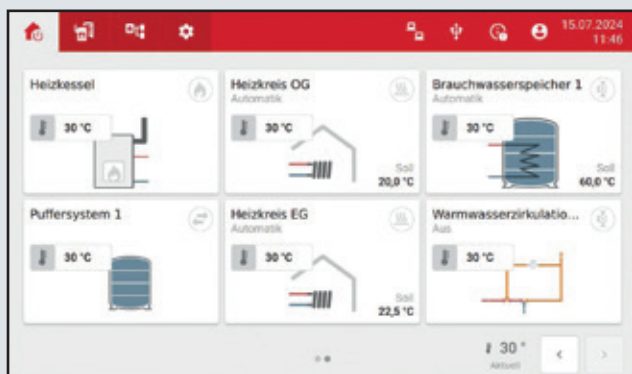 15.07.2024
11:46
Heizkessel
30 °C
Heizkreis OG
Automatik
30 °C
Soll
20,0 °C
Brauchwasserspeicher 1
Automatik
30 °C
Soll
60,0 °C
Puffersystem 1
30 °C
Heizkreis EG
Automatik
30 °C
Soll
22,5 °C
Warmwasserzirkulatio...
Aus
30 °C
30 °
Aktuell